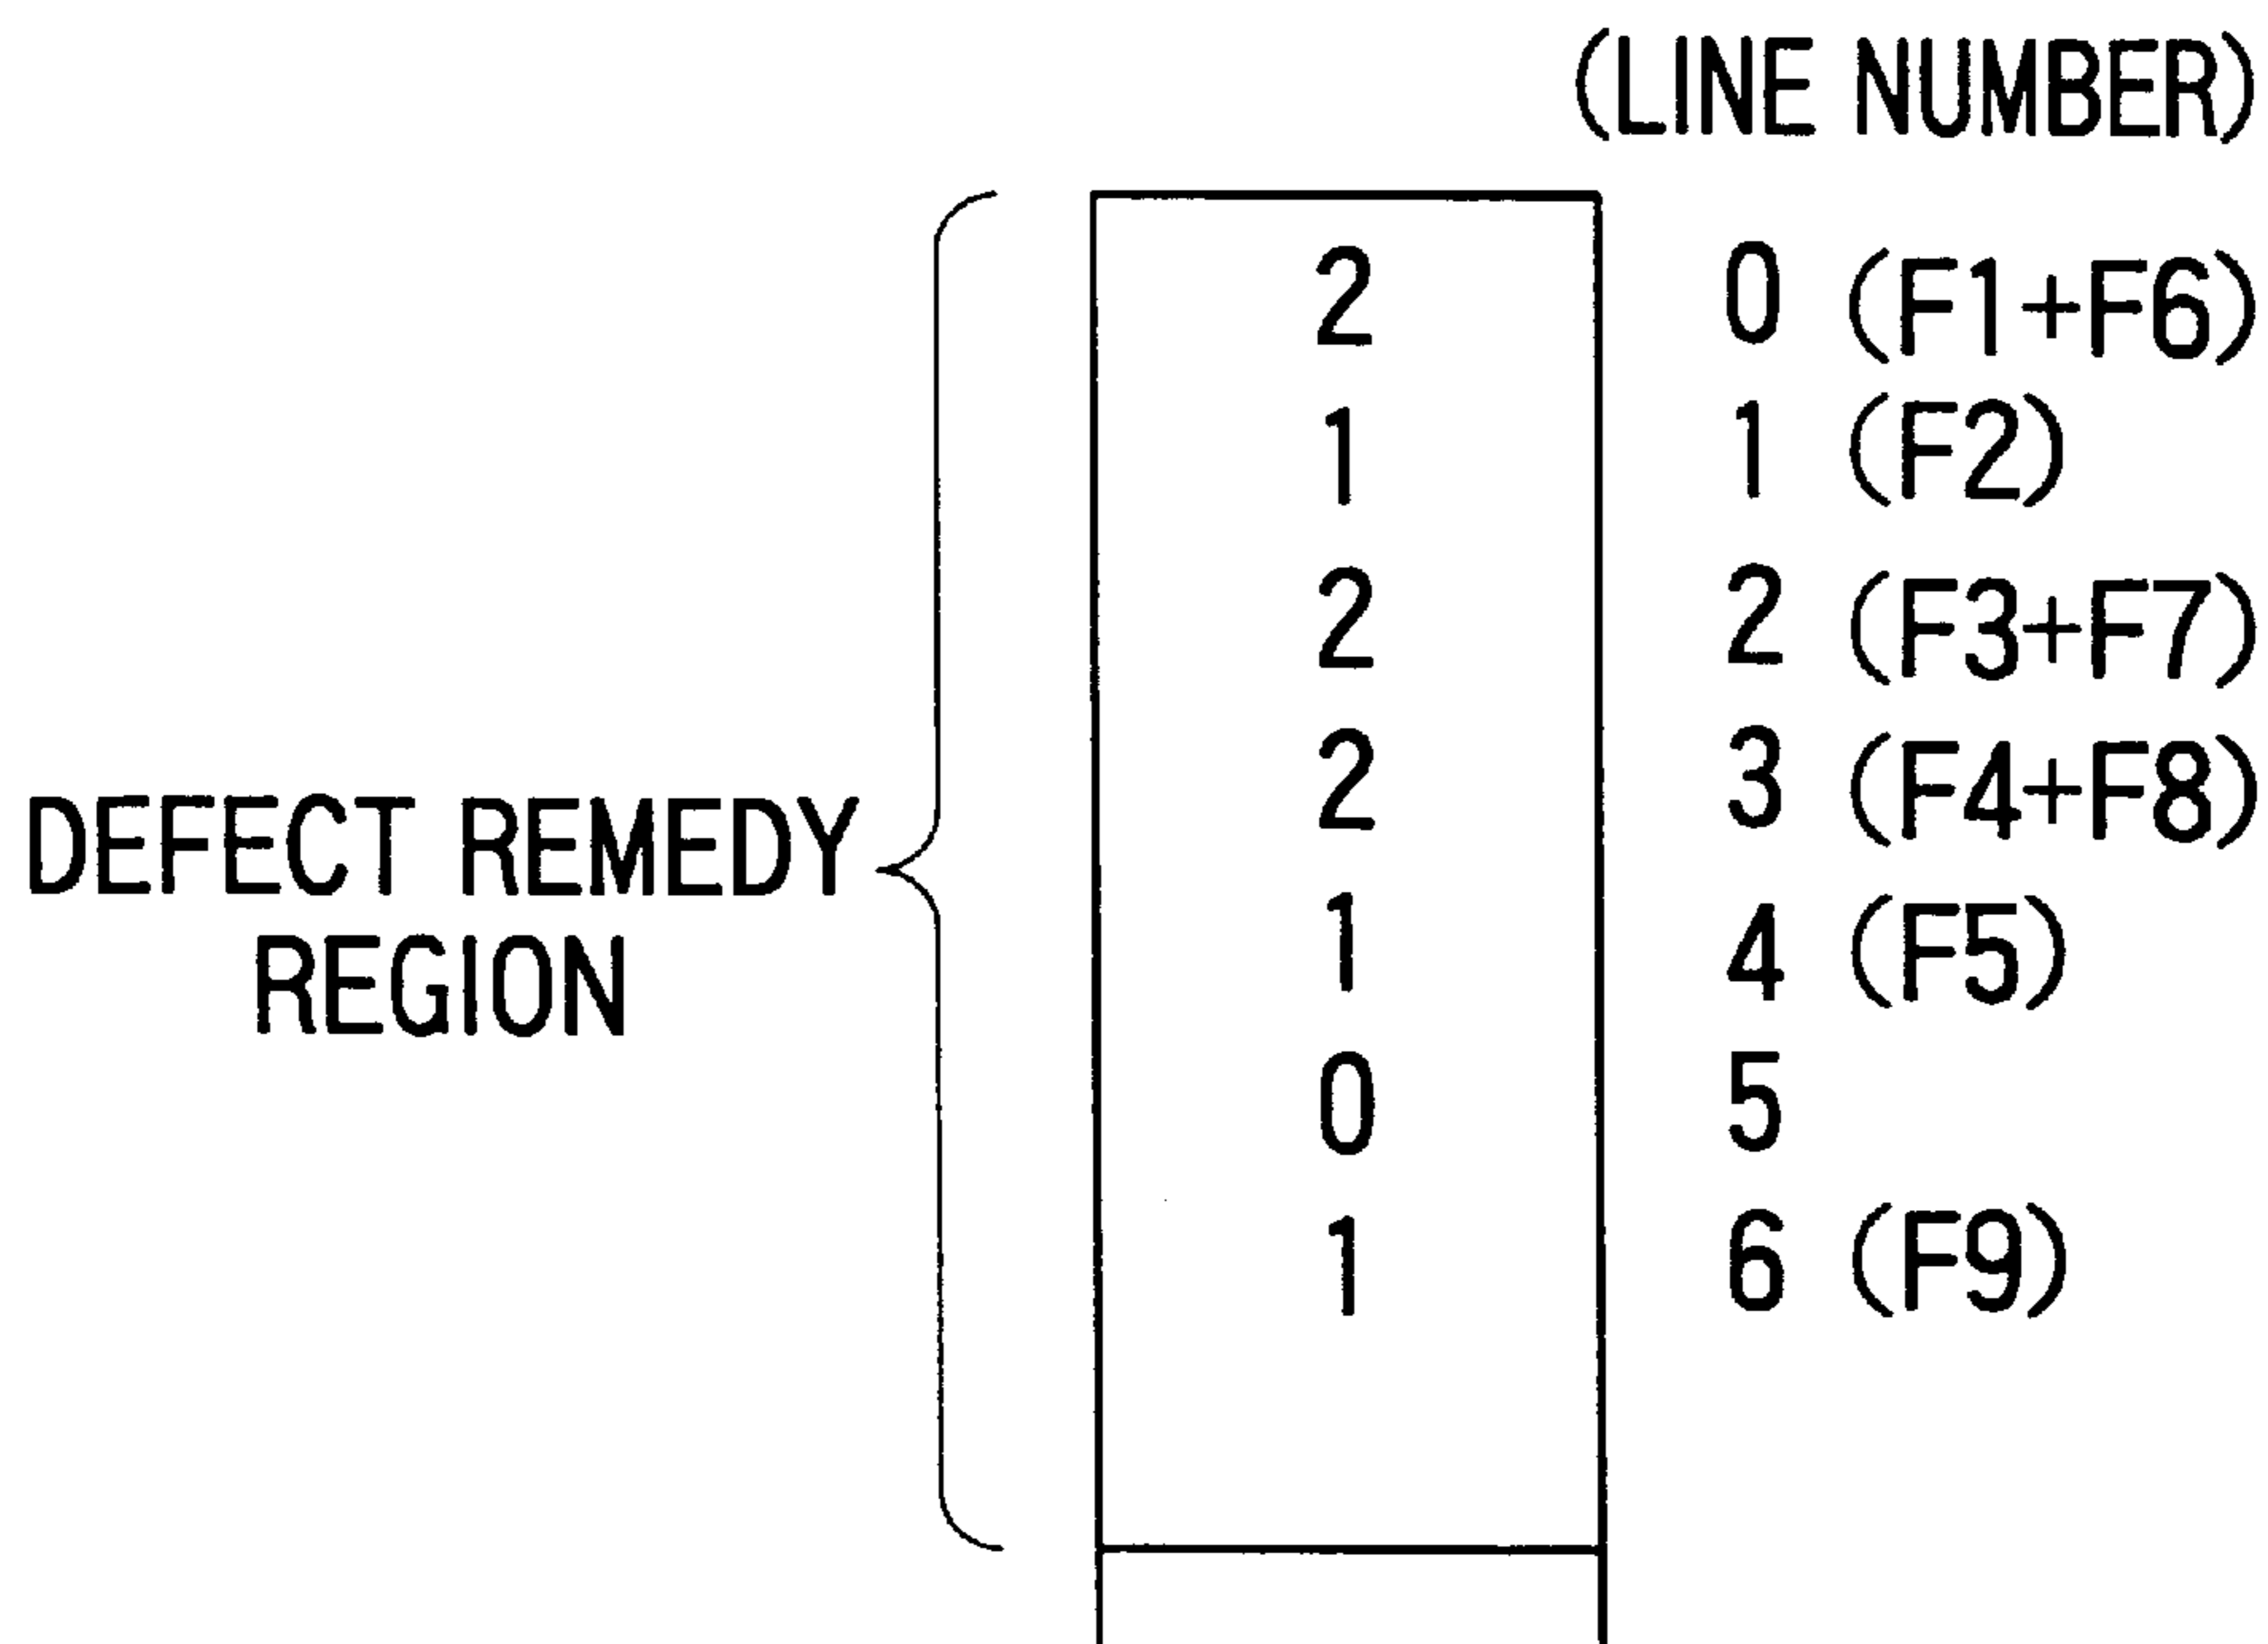 (LINE NUMBER)
2 0 (F1+F6)
1 1 (F2)
2 2 (F3+F7)
2 3 (F4+F8)
DEFECT REMEDY
REGION
1 4 (F5)
0 5
1 6 (F9)